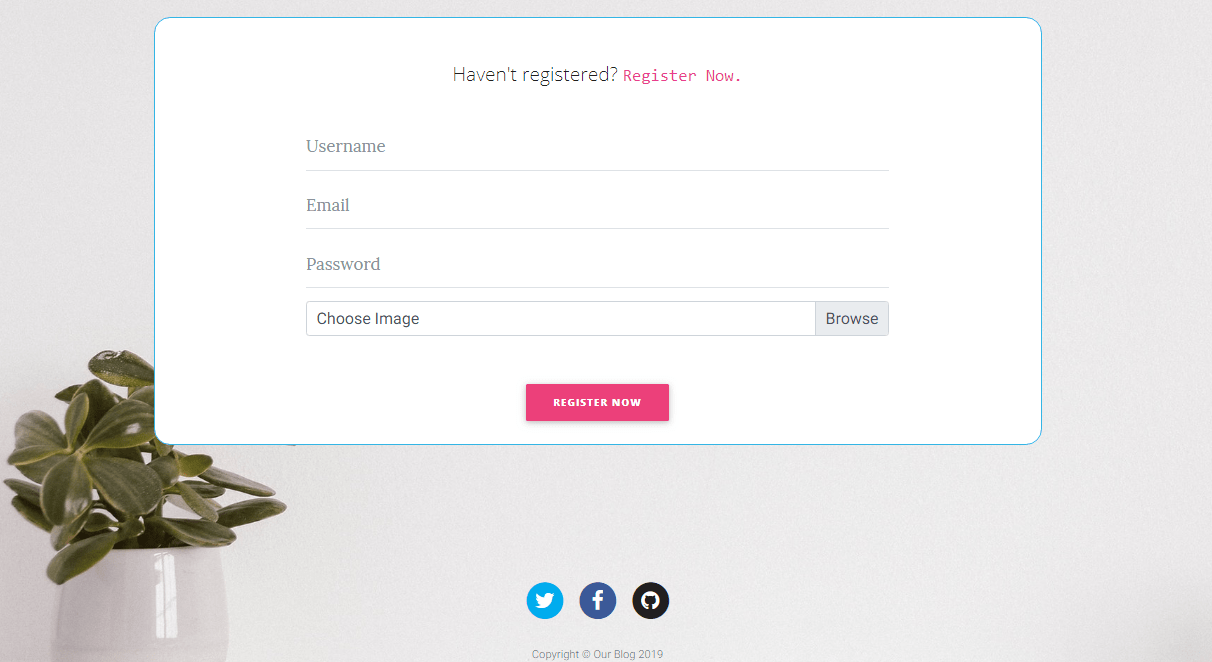 Haven't registered? Register Now.
Username
Email
Password
Choose Image Browse
REGISTER NOW
Copyright © Our Blog 2019